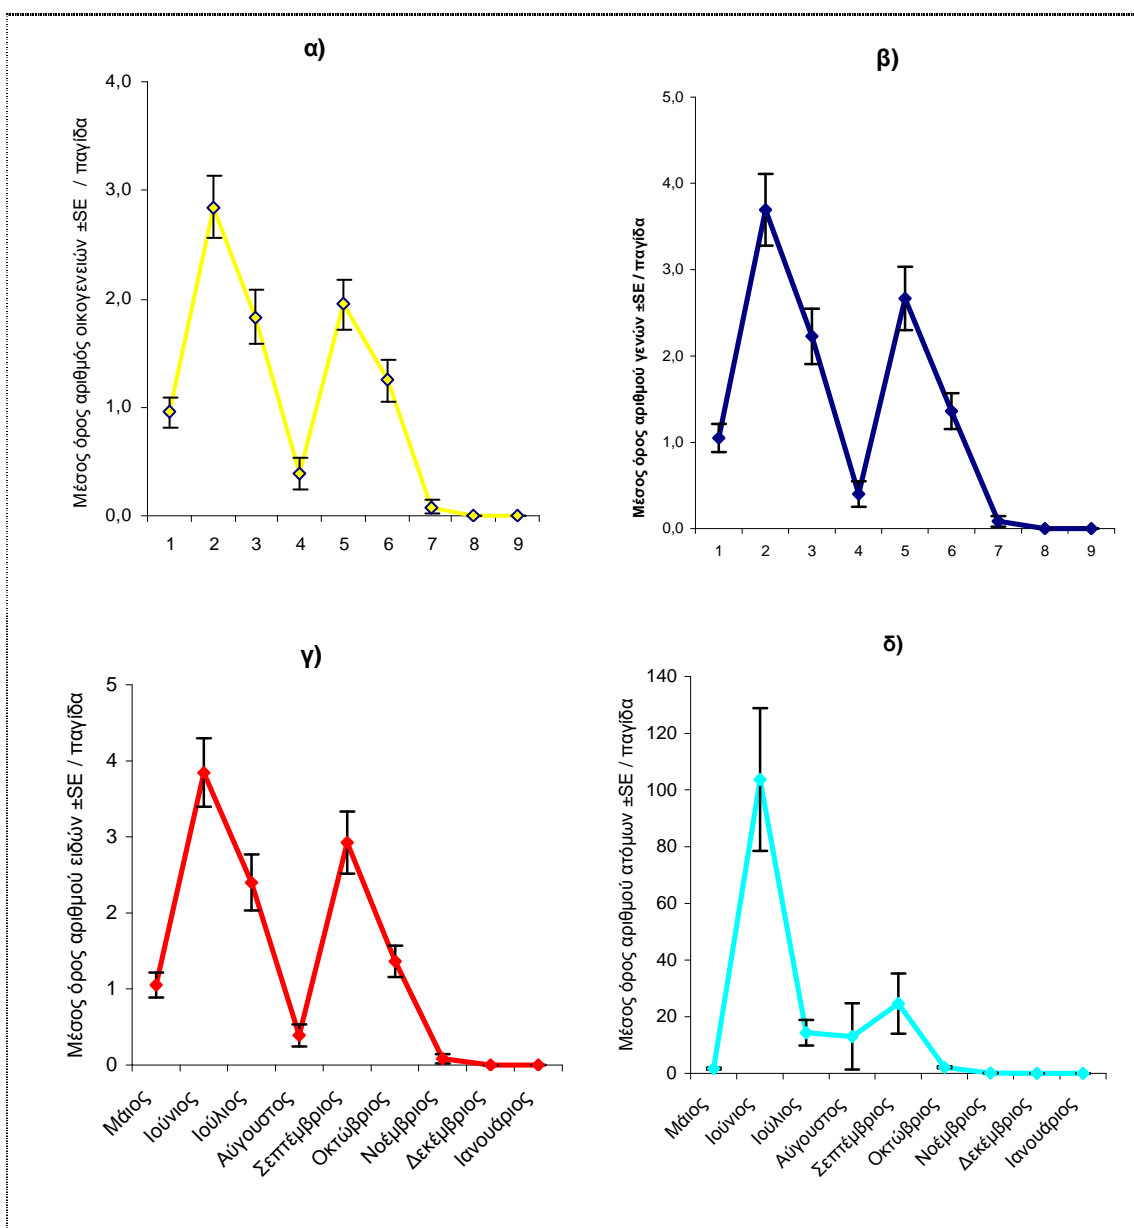 α)
Μέσος όρος αριθμός οικογενειών ±SE / παγίδα
4,0
3,0
2,0
1,0
0,0
1 2 3 4 5 6 7 8 9
β)
Μέσος όρος αριθμού γενών ±SE / παγίδα
5,0
4,0
3,0
2,0
1,0
0,0
1 2 3 4 5 6 7 8 9
γ)
Μέσος όρος αριθμού ειδών ±SE / παγίδα
5
4
3
2
1
0
Μάιος
Ιούνιος
Ιούλιος
Αύγουστος
Σεπτέμβριος
Οκτώβριος
Νοέμβριος
Δεκέμβριος
Ιανουάριος
δ)
Μέσος όρος αριθμού ατόμων ±SE / παγίδα
140
120
100
80
60
40
20
0
Μάιος
Ιούνιος
Ιούλιος
Αύγουστος
Σεπτέμβριος
Οκτώβριος
Νοέμβριος
Δεκέμβριος
Ιανουάριος